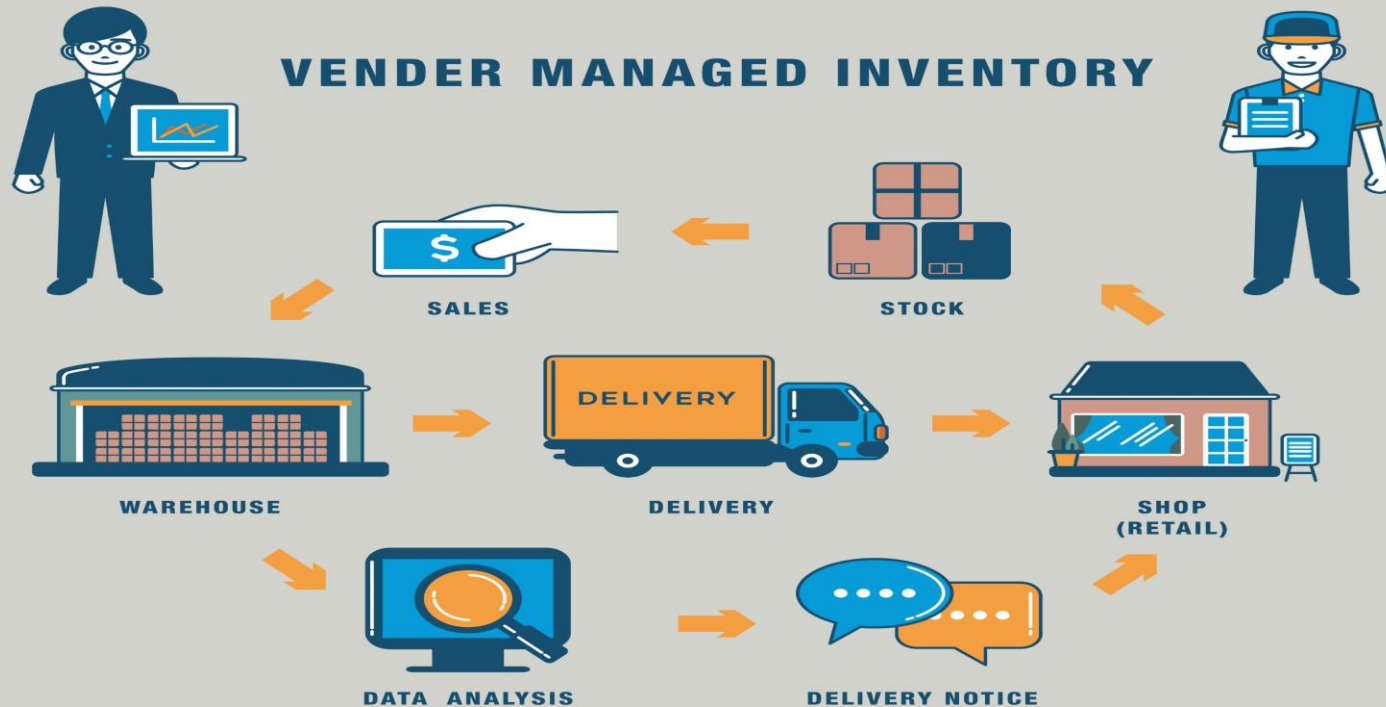 VENDER MANAGED INVENTORY
$
SALES
STOCK
DELIVERY
WAREHOUSE
DELIVERY
SHOP
(RETAIL)
DATA ANALYSIS
DELIVERY NOTICE